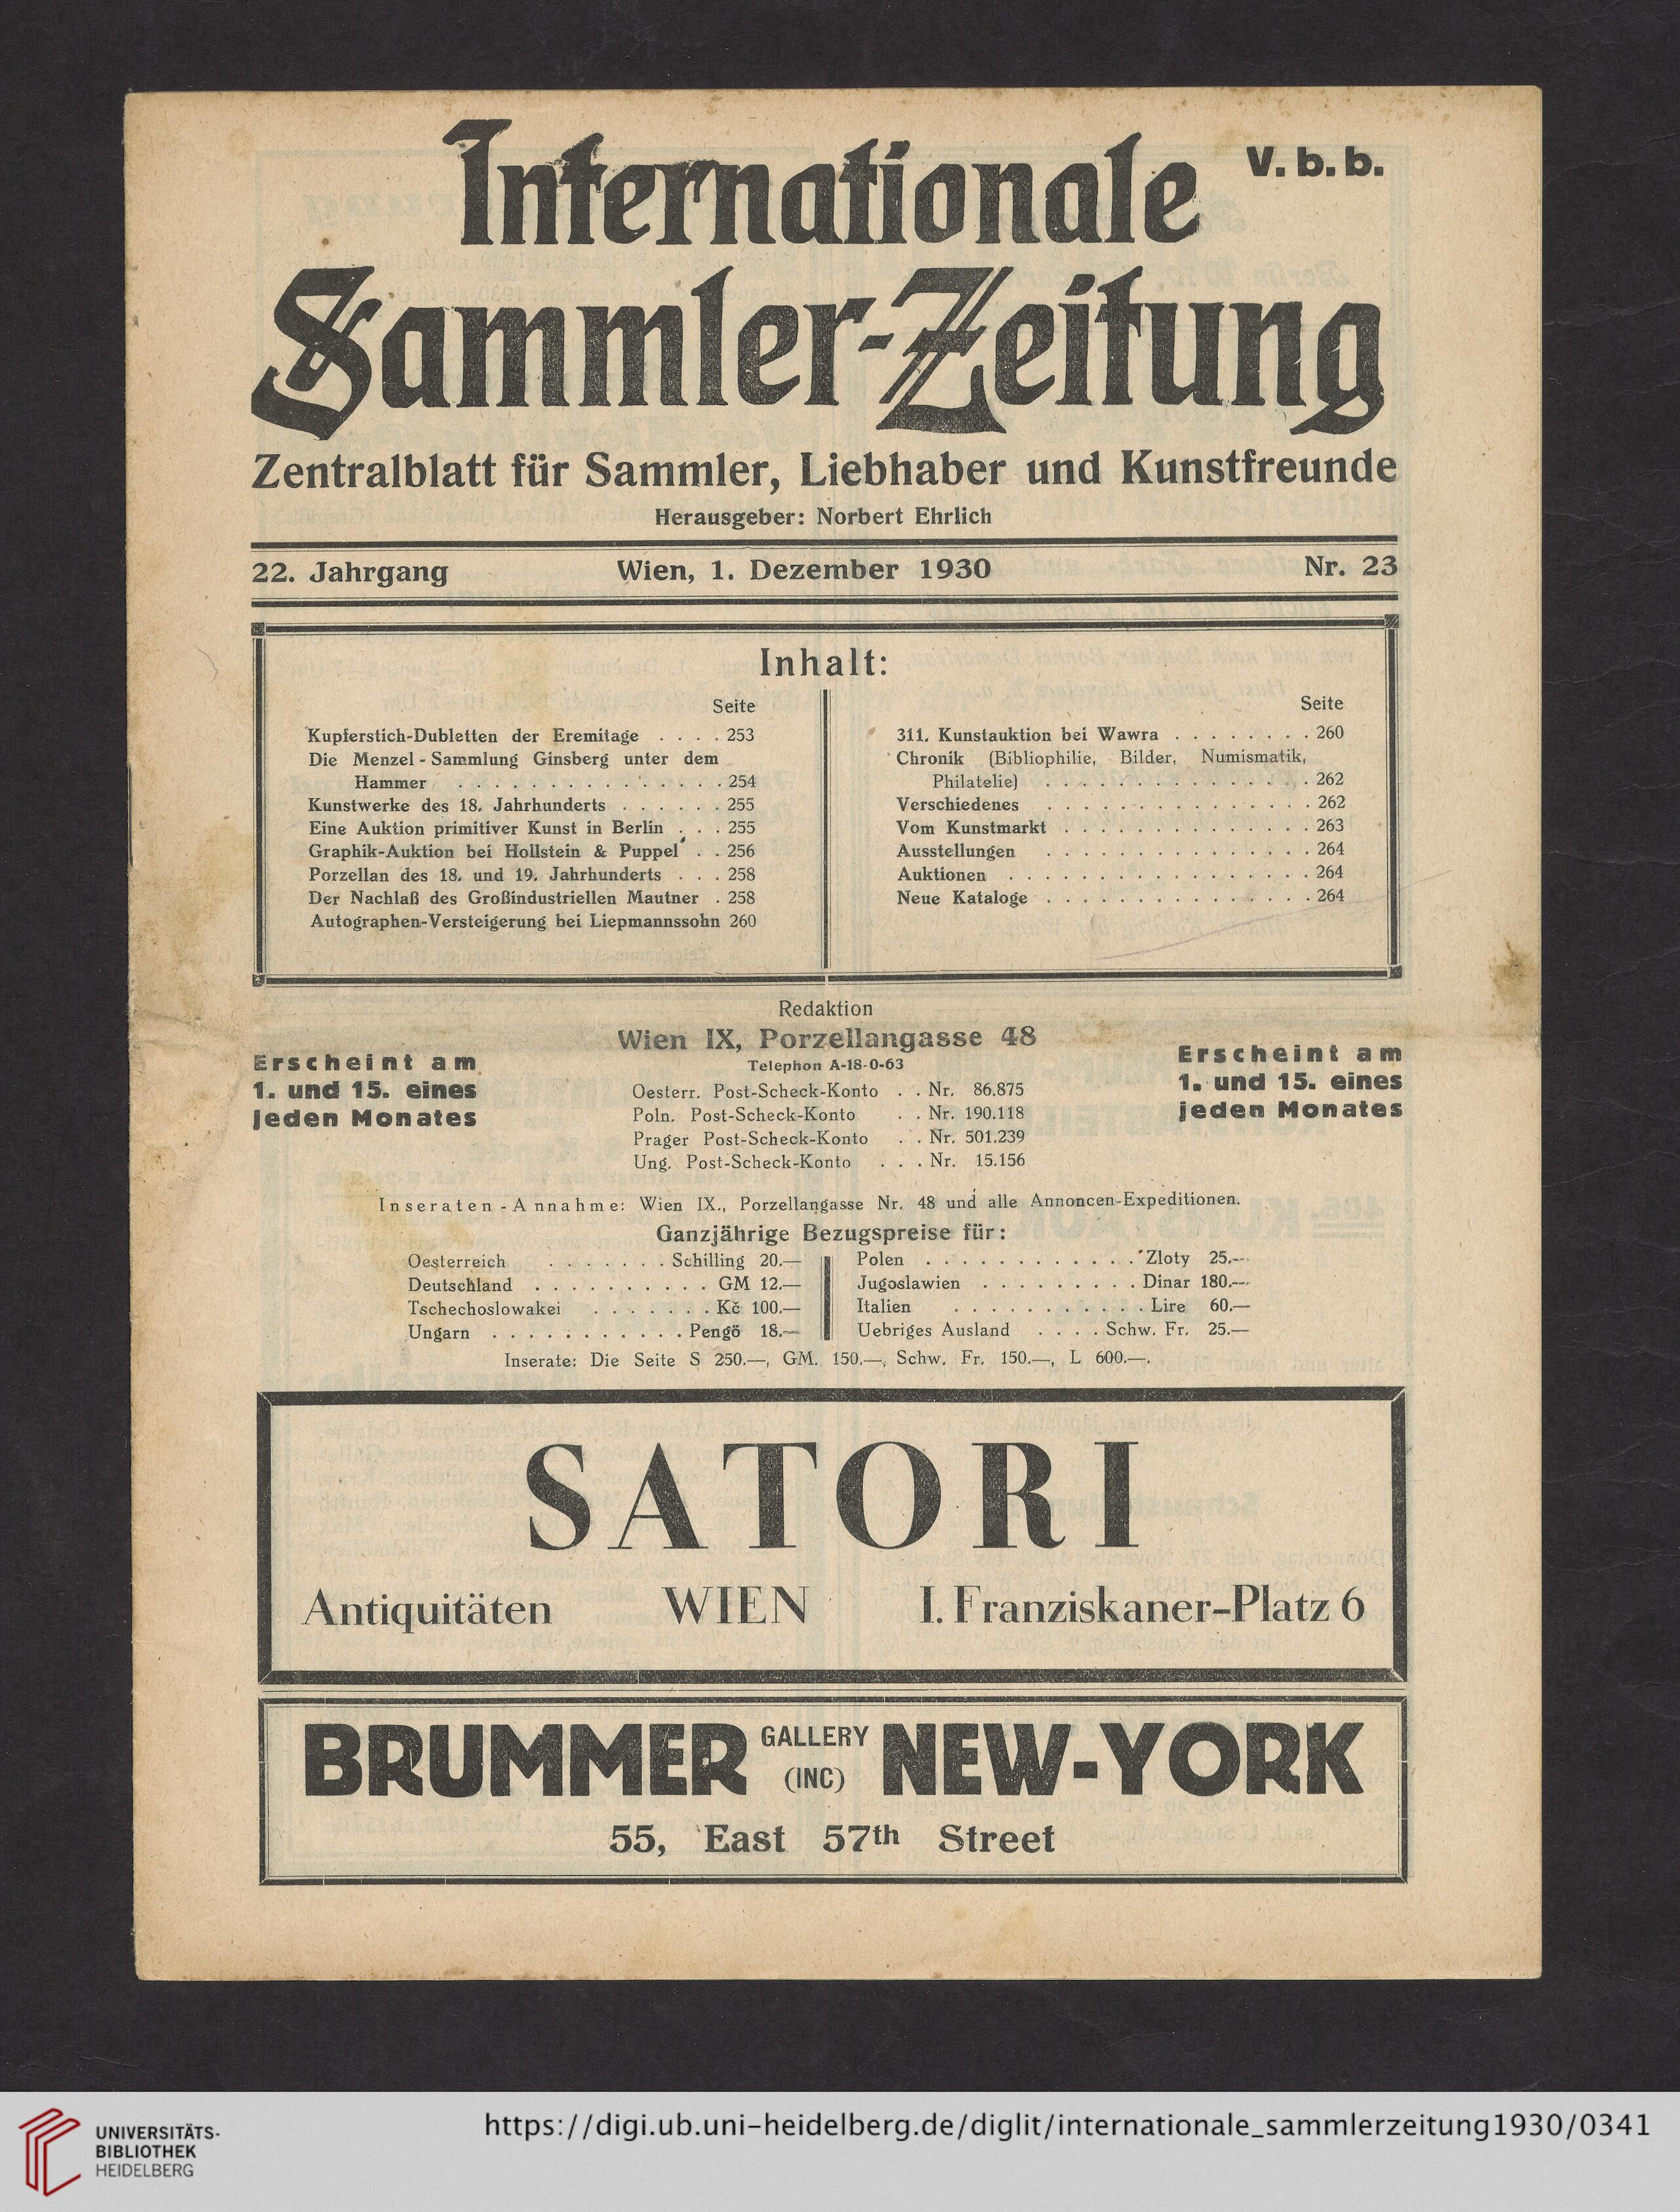 Internationale V. b. b.
Sammler-Zeitung
Zentralblatt für Sammler, Liebhaber und Kunstfreunde
Herausgeber: Norbert Ehrlich
22. Jahrgang Wien, 1. Dezember 1930 Nr. 23
Inhalt:
Seite
Kupferstich-Dubletten der Eremitage . . . . 253
Die Menzel-Sammlung Ginsberg unter dem
Hammer . . . . . . . . . . . . . . . 254
Kunstwerke des 18. Jahrhunderts . . . . . . 255
Eine Auktion primitiver Kunst in Berlin . . . 255
Graphik-Auktion bei Hollstein & Puppel . . 256
Porzellan des 18. und 19. Jahrhunderts . . . 258
Der Nachlaß des Großindustriellen Mautner . 258
Autographen-Versteigerung bei Liepmannssohn 260
Seite
311. Kunstauktion bei Wawra . . . . . . . . 260
Chronik (Bibliophilie, Bilder, Numismatik,
Philatelie) . . . . . . . . . . . . . . . 262
Verschiedenes . . . . . . . . . . . . . . . 262
Vom Kunstmarkt . . . . . . . . . . . . . . 263
Ausstellungen . . . . . . . . . . . . . . . 264
Auktionen . . . . . . . . . . . . . . . . . 264
Neue Kataloge . . . . . . . . . . . . . . . 264
Redaktion
Wien IX, Porzellangasse 48
Telephon A-18-0-63
Erscheint am
1. und 15. eines
jeden Monates
Oesterr. Post-Scheck-Konto . . Nr. 86.875
Poln. Post-Scheck-Konto . . Nr. 190.118
Prager Post-Scheck-Konto . . Nr. 501.239
Ung. Post-Scheck-Konto . . . Nr. 15.156
Erscheint am
1. und 15. eines
jeden Monates
Inseraten-Annahme: Wien IX., Porzellangasse Nr. 48 und alle Annoncen-Expeditionen.
Ganzjährige Bezugspreise für:
Oesterreich . . . . . . . Schilling 20.—
Deutschland . . . . . . . . . . GM 12.—
Tschechoslowakei . . . . . . . Kč 100.—
Ungarn . . . . . . . . . . . Pengö 18.—
Polen . . . . . . . . . . . . Zloty 25.—
Jugoslawien . . . . . . . . . Dinar 180.—
Italien . . . . . . . . . . . Lire 60.—
Uebriges Ausland . . . . Schw. Fr. 25.—
Inserate: Die Seite S 250.—, GM. 150.—, Schw. Fr. 150.—, L 600.—.
SATORI
Antiquitäten WIEN I. Franziskaner-Platz 6
BRUMMER GALLERY (INC) NEW-YORK
55, East 57th Street
UNIVERSITÄTS-
BIBLIOTHEK
HEIDELBERG
https://digi.ub.uni-heidelberg.de/diglit/internationale_sammlerzeitung1930/0341